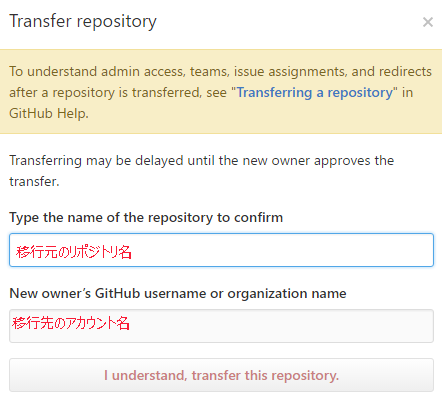 Transfer repository
×
To understand admin access, teams, issue assignments, and redirects
after a repository is transferred, see "Transferring a repository" in
GitHub Help.
Transferring may be delayed until the new owner approves the
transfer.
Type the name of the repository to confirm
移行元のリポジトリ名
New owner's GitHub username or organization name
移行先のアカウント名
I understand, transfer this repository.